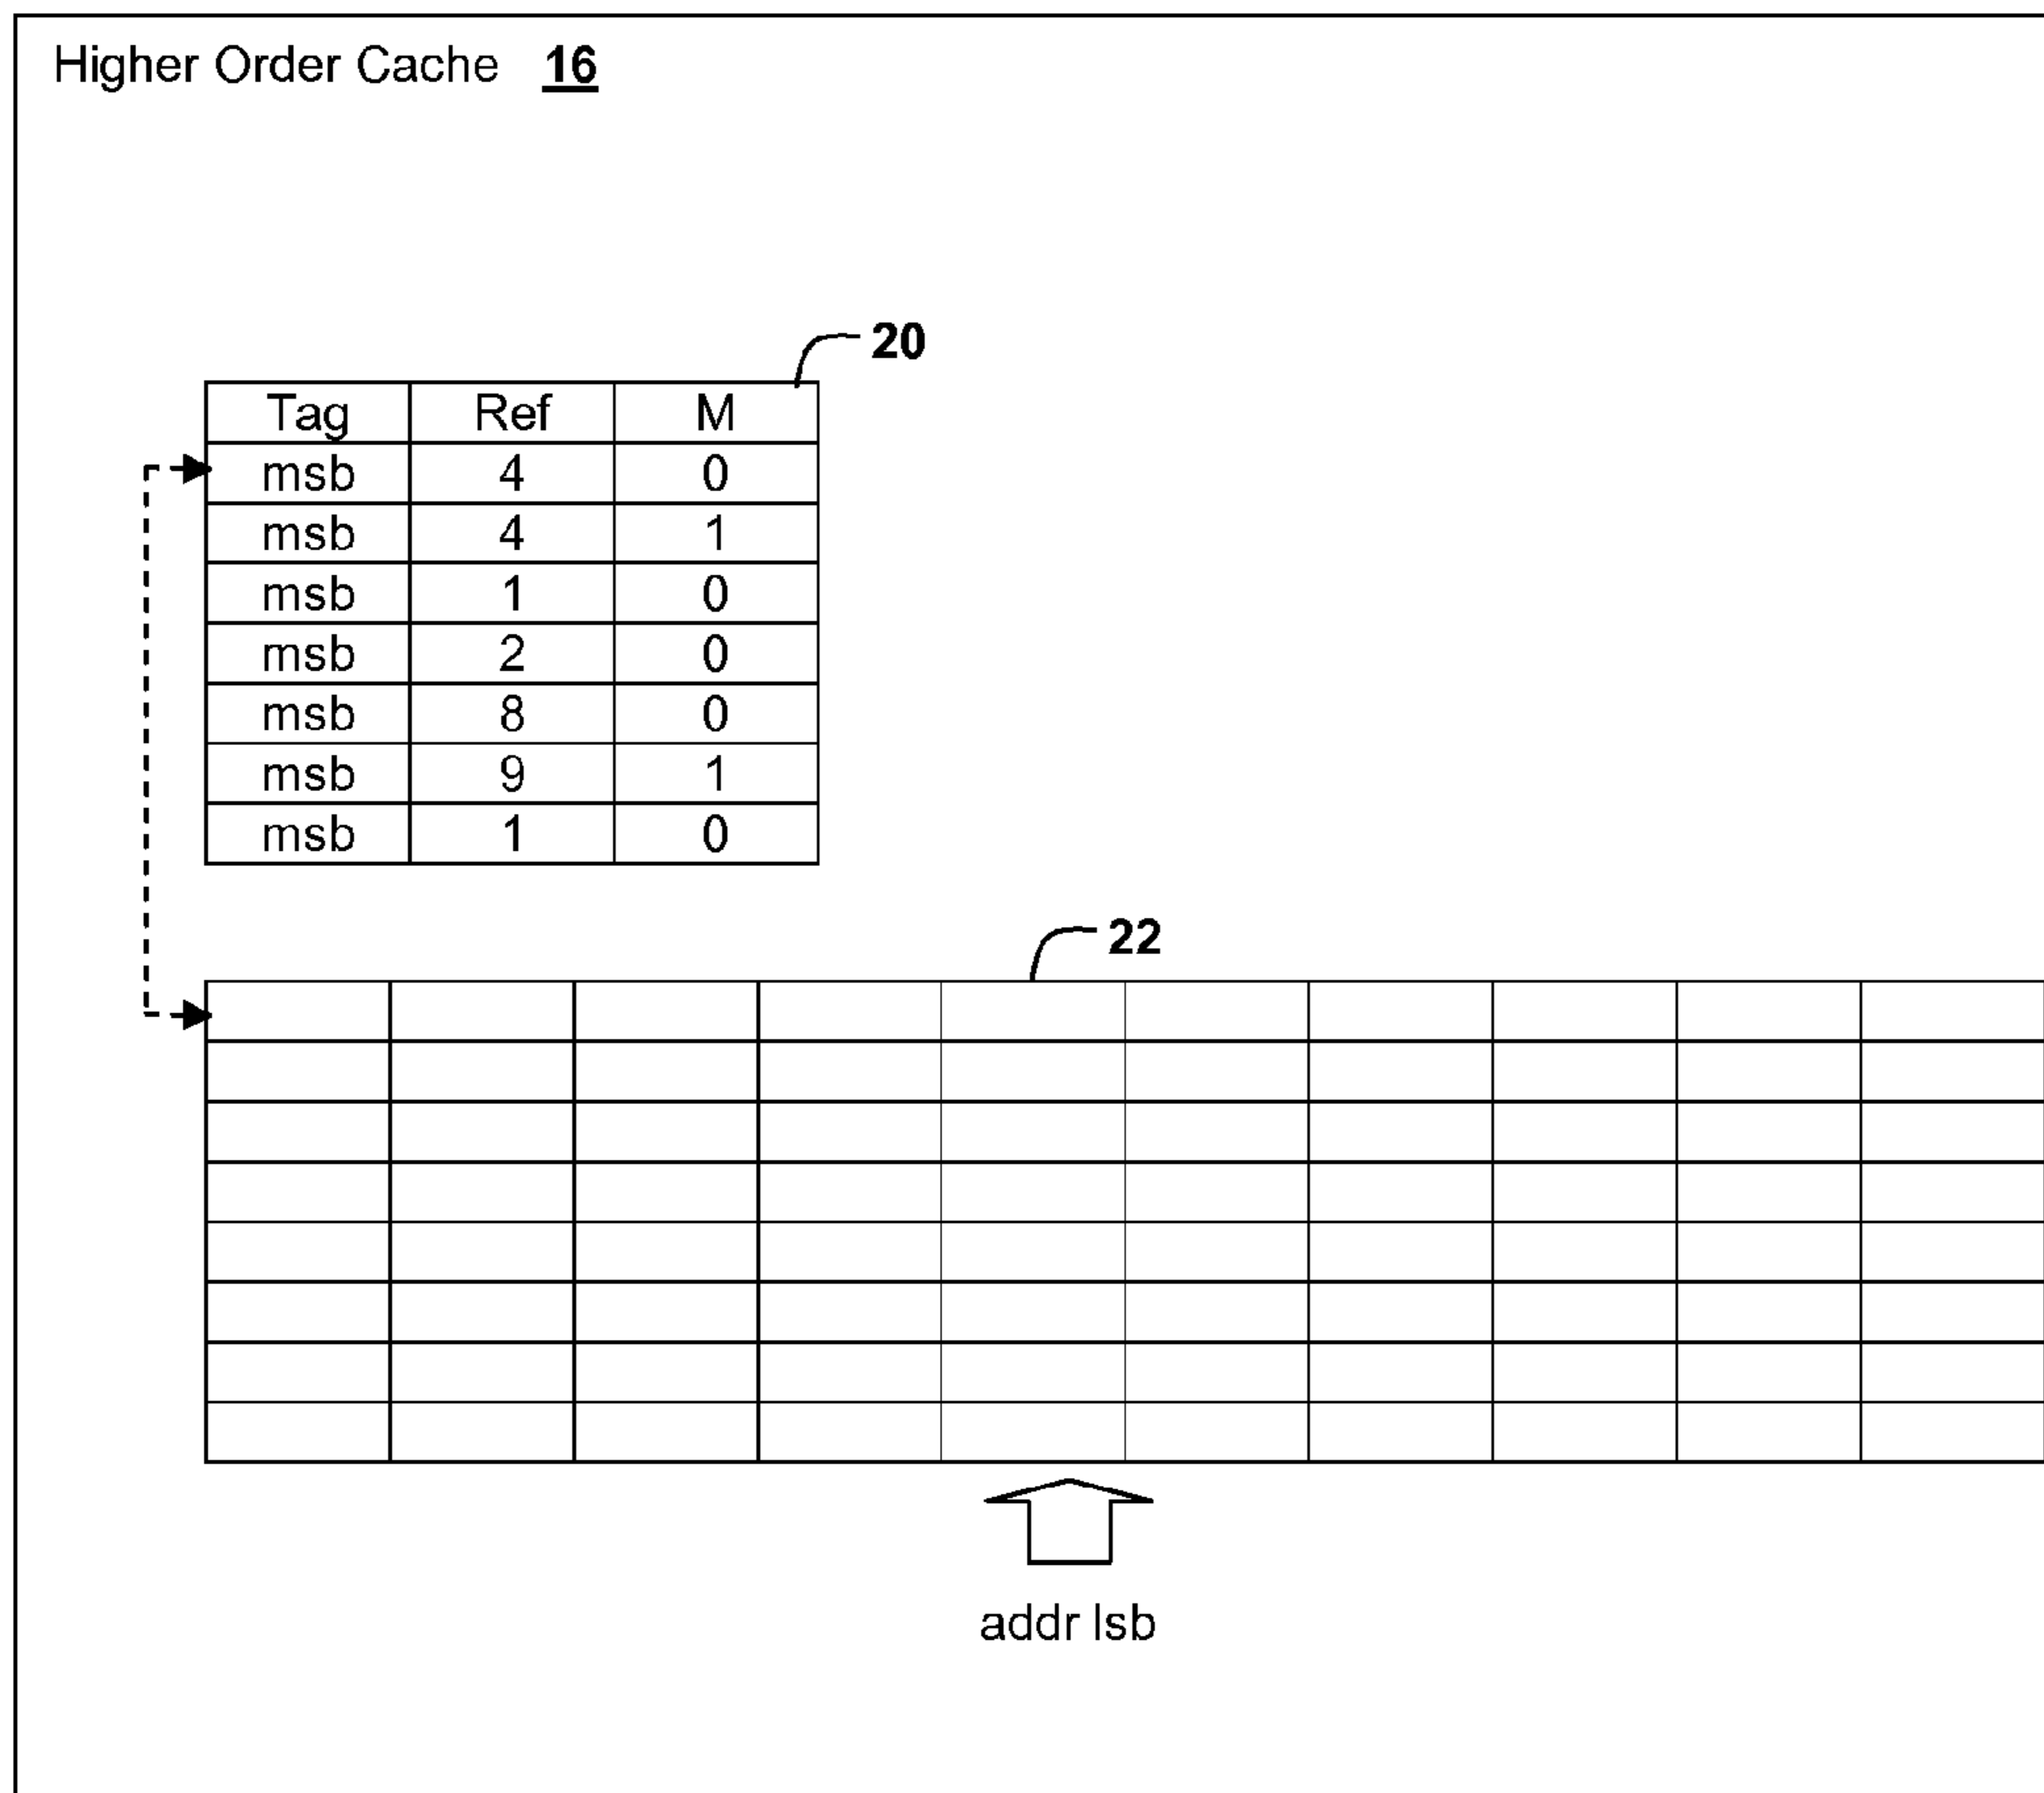 Higher Order Cache 16
20
Tag Ref M
msb 4 0
msb 4 1
msb 1 0
msb 2 0
msb 8 0
msb 9 1
msb 1 0
22
addr lsb